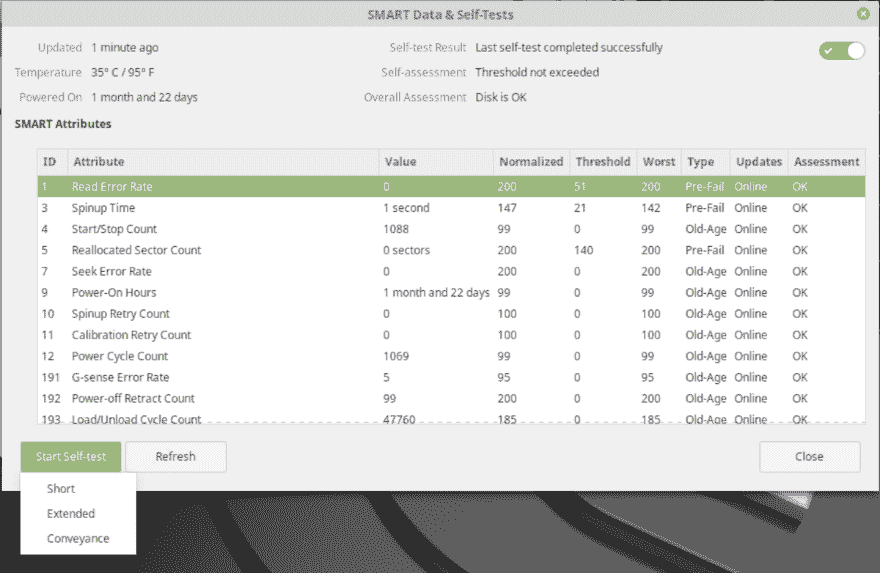 SMART Data & Self-Tests
Updated 1 minute ago Self-test Result Last self-test completed successfully
Temperature 35° C / 95° F Self-assessment Threshold not exceeded
Powered On 1 month and 22 days Overall Assessment Disk is OK
SMART Attributes
ID Attribute Value Normalized Threshold Worst Type Updates Assessment
1 Read Error Rate 0 200 51 200 Pre-Fail Online OK
3 Spinup Time 1 second 147 21 142 Pre-Fail Online OK
4 Start/Stop Count 1088 99 0 99 Old-Age Online OK
5 Reallocated Sector Count 0 sectors 200 140 200 Pre-Fail Online OK
7 Seek Error Rate 0 200 0 200 Old-Age Online OK
9 Power-On Hours 1 month and 22 days 99 0 99 Old-Age Online OK
10 Spinup Retry Count 0 100 0 100 Old-Age Online OK
11 Calibration Retry Count 0 100 0 100 Old-Age Online OK
12 Power Cycle Count 1069 99 0 99 Old-Age Online OK
191 G-sense Error Rate 5 95 0 95 Old-Age Online OK
192 Power-off Retract Count 99 200 0 200 Old-Age Online OK
193 Load/Unload Cycle Count 47760 185 0 185 Old-Age Online OK
Start Self-test Refresh Close
Short
Extended
Conveyance